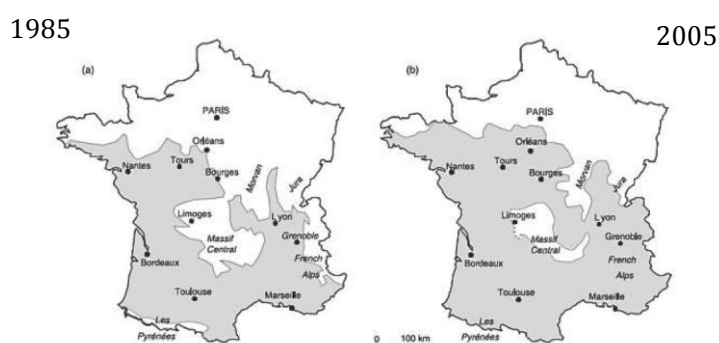 1985
2005
(a)
PARIS
Orléans
Nantes
Tours
Bourges
Morvan
Jura
Limoges
Lyon
Massif
Central
Grenoble
French
Alps
Bordeaux
Toulouse
Marseille
Les
Pyrénées
(b)
PARIS
Orléans
Nantes
Tours
Bourges
Morvan
Jura
Limoges
Lyon
Massif
Central
Grenoble
French
Alps
Bordeaux
Toulouse
Marseille
Les
Pyrénées
0 100 km